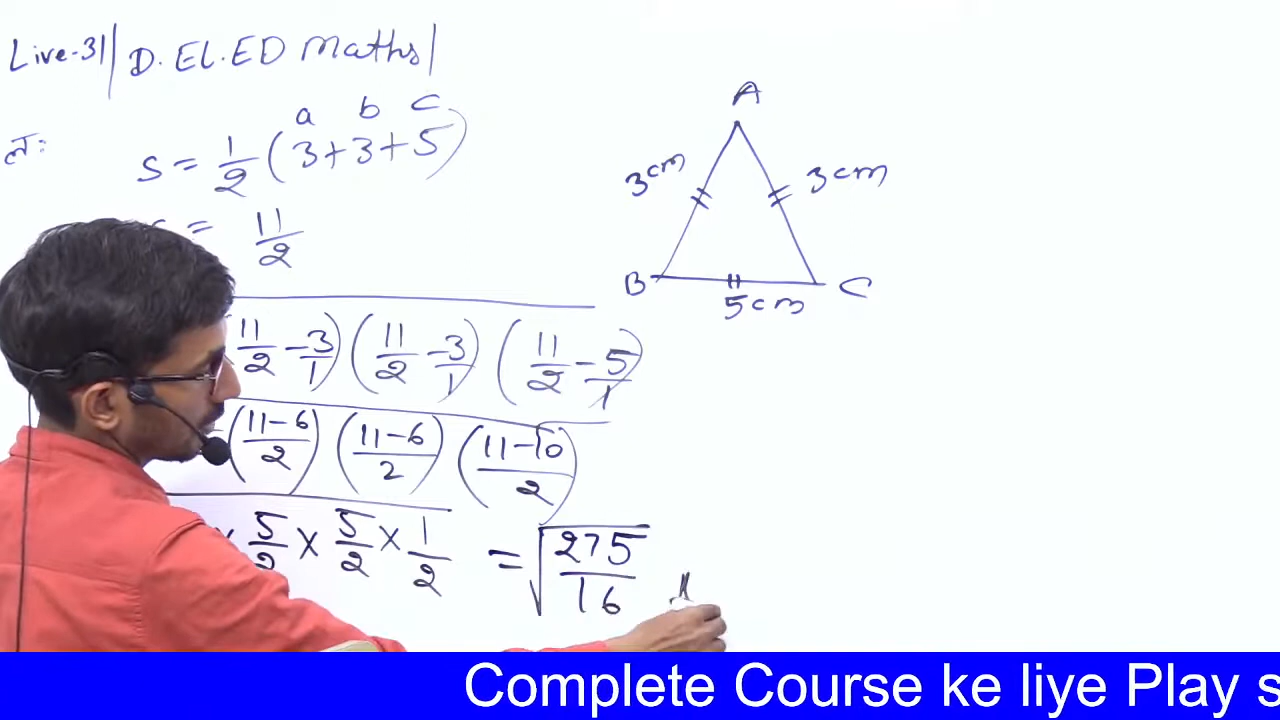 Live-31| D.El.ED Maths|
a b c
लः S = 1/2 (3+3+5)
= 11/2
(11/2 - 3/1) (11/2 - 3/1) (11/2 - 5/1)
(11-6/2) (11-6/2) (11-10/2)
× 5/2 × 5/2 × 1/2 = √275/16
A
3cm 3cm
B C
5cm
Complete Course ke liye Play s